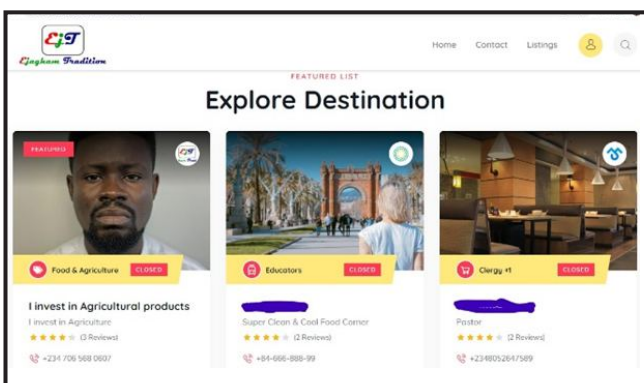 EjT
Ejagham Tradition
Home Contact Listings
FEATURED LIST
Explore Destination
FEATURED
EjT
Food & Agriculture CLOSED
I invest in Agricultural products
I invest in Agriculture
(3 Reviews)
+234 706 568 0607
Educators CLOSED
Super Clean & Cool Food Corner
(2 Reviews)
+84-666-888-99
Clergy +1 CLOSED
Pastor
(2 Reviews)
+2348052647589